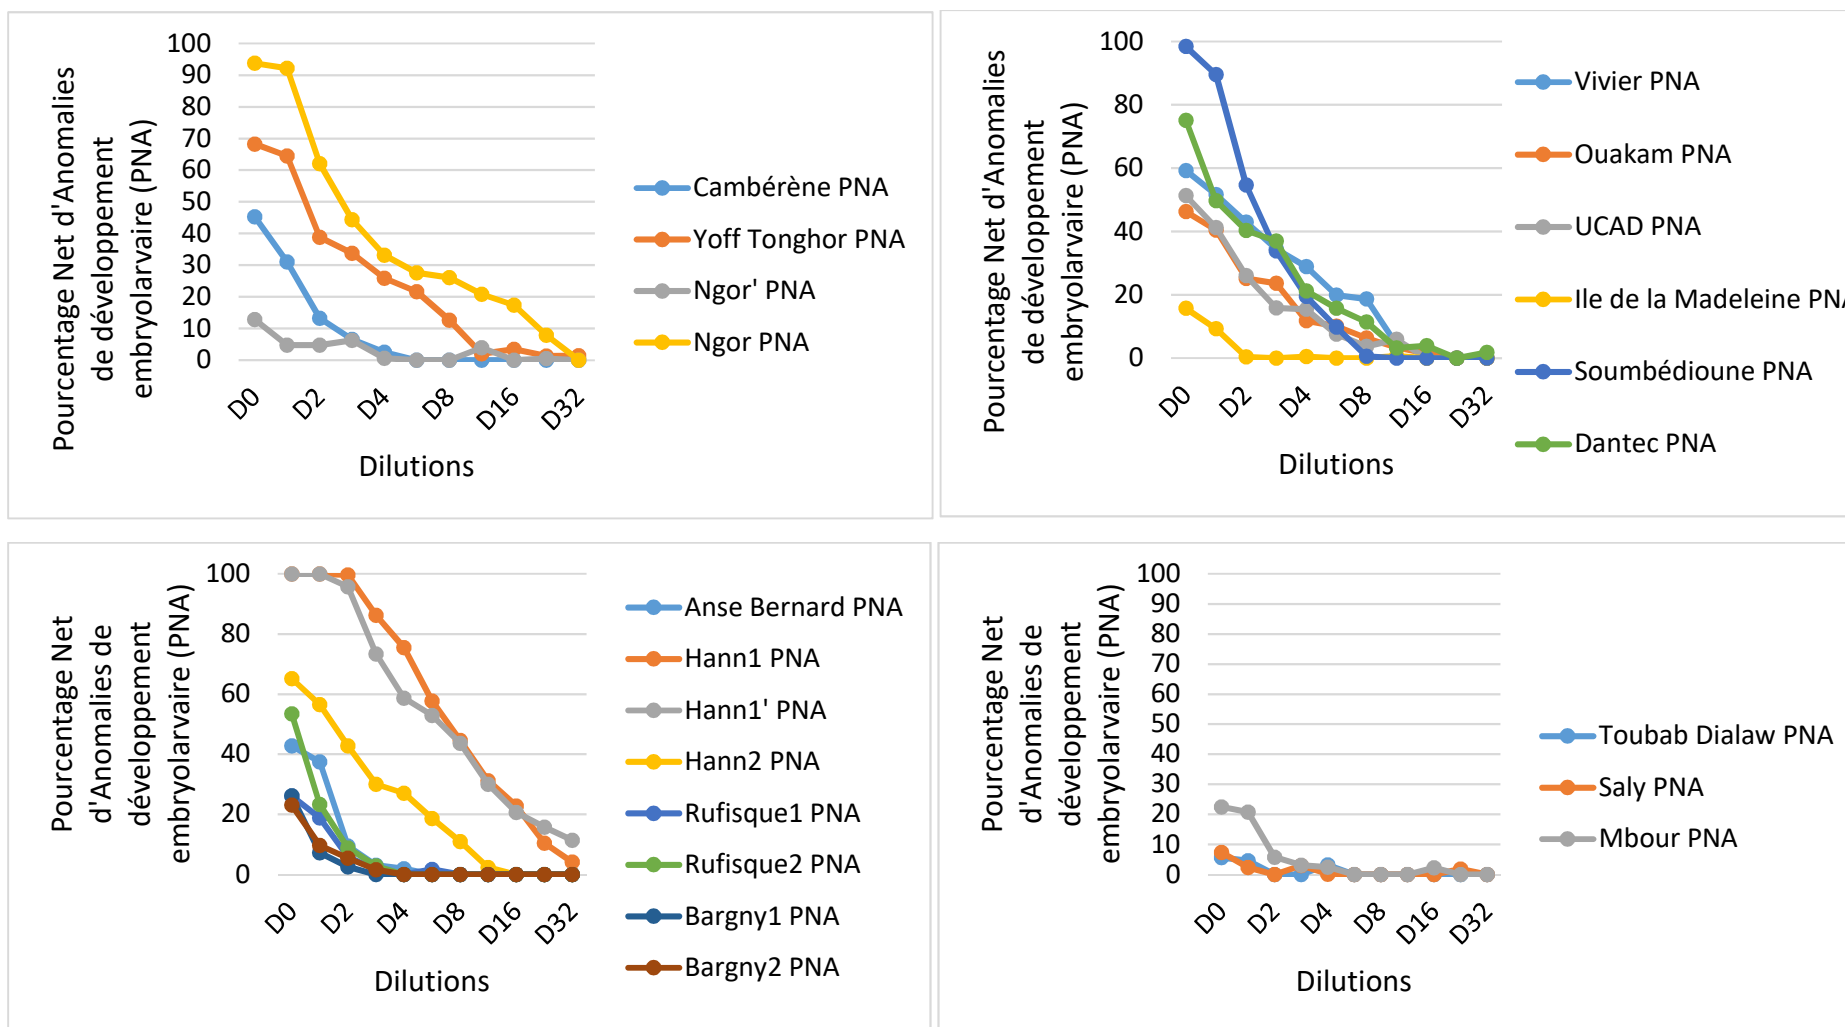 Pourcentage Net d'Anomalies
de développement
embryolarvaire (PNA)
100
90
80
70
60
50
40
30
20
10
0
D0
D2
D4
D8
D16
D32
Dilutions
Cambérène PNA
Yoff Tonghor PNA
Ngor' PNA
Ngor PNA
Pourcentage Net d'Anomalies
de développement
embryolarvaire (PNA)
100
80
60
40
20
0
D0
D2
D4
D8
D16
D32
Dilutions
Vivier PNA
Ouakam PNA
UCAD PNA
Ile de la Madeleine PNA
Soumbédioune PNA
Dantec PNA
Pourcentage Net
d'Anomalies de
développement
embryolarvaire (PNA)
100
80
60
40
20
0
D0
D2
D4
D8
D16
D32
Dilutions
Anse Bernard PNA
Hann1 PNA
Hann1' PNA
Hann2 PNA
Rufisque1 PNA
Rufisque2 PNA
Bargny1 PNA
Bargny2 PNA
Pourcentage Net
d'Anomalies de
développement
embryolarvaire (PNA)
100
90
80
70
60
50
40
30
20
10
0
D0
D2
D4
D8
D16
D32
Dilutions
Toubab Dialaw PNA
Saly PNA
Mbour PNA